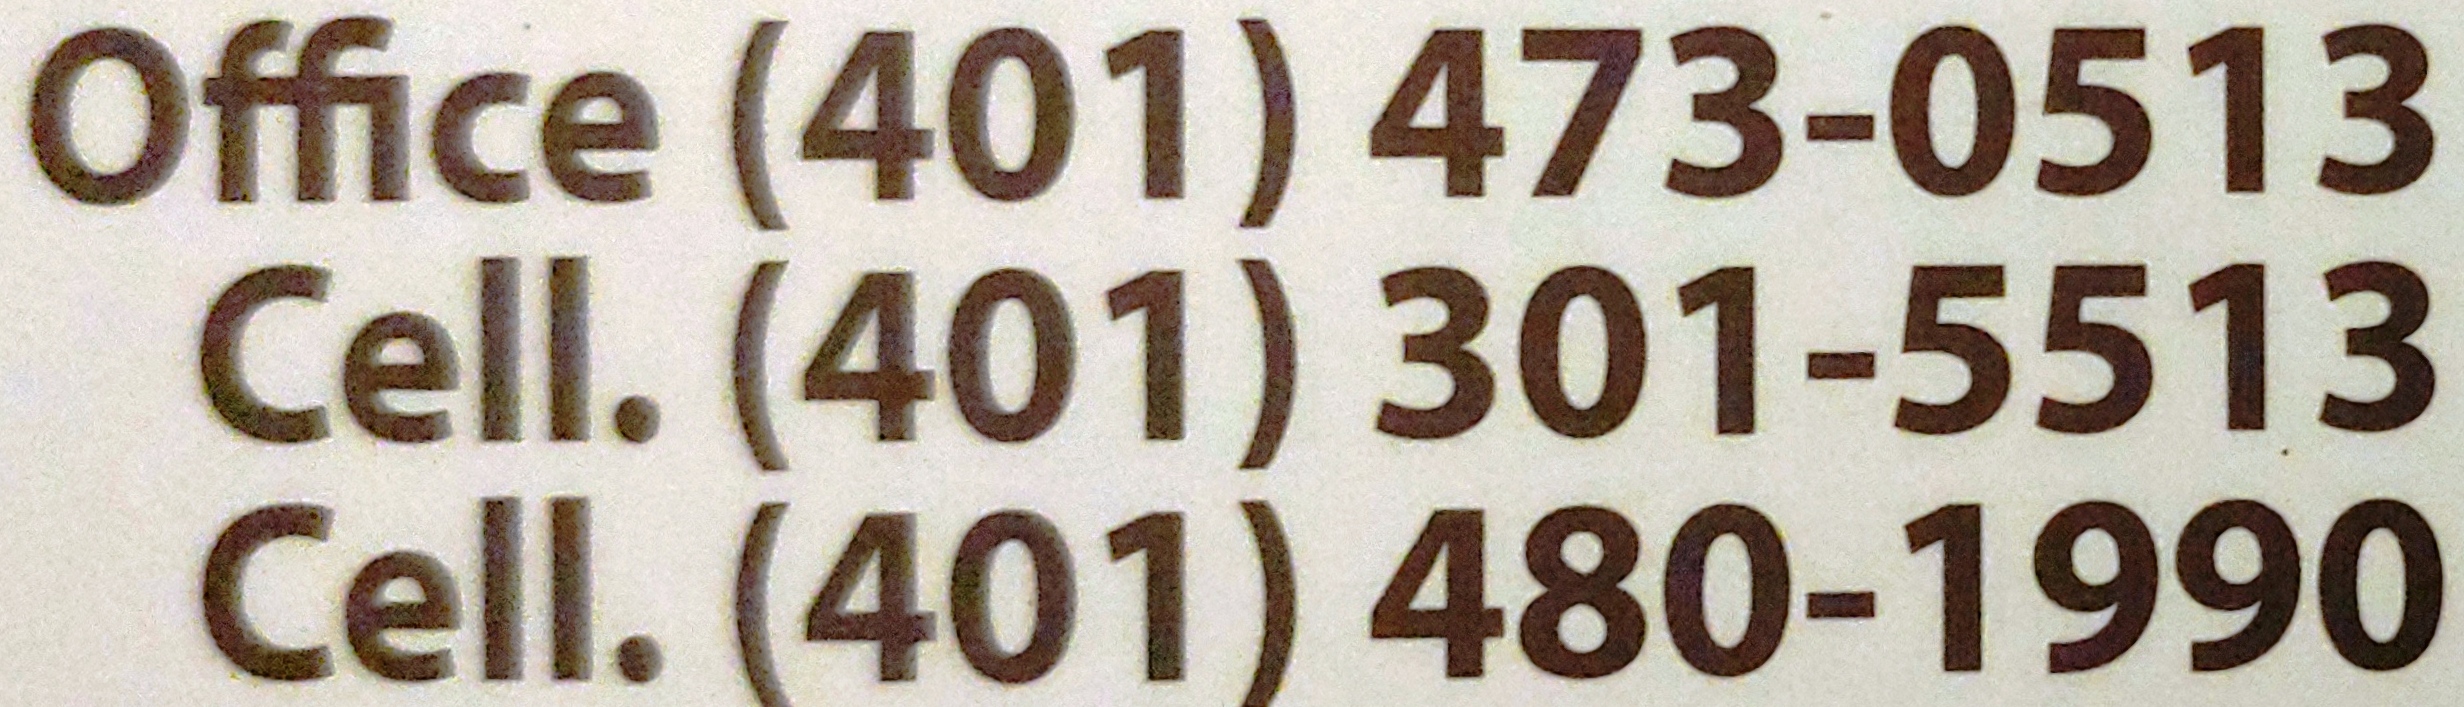 Office (401) 473-0513
Cell. (401) 301-5513
Cell. (401) 480-1990